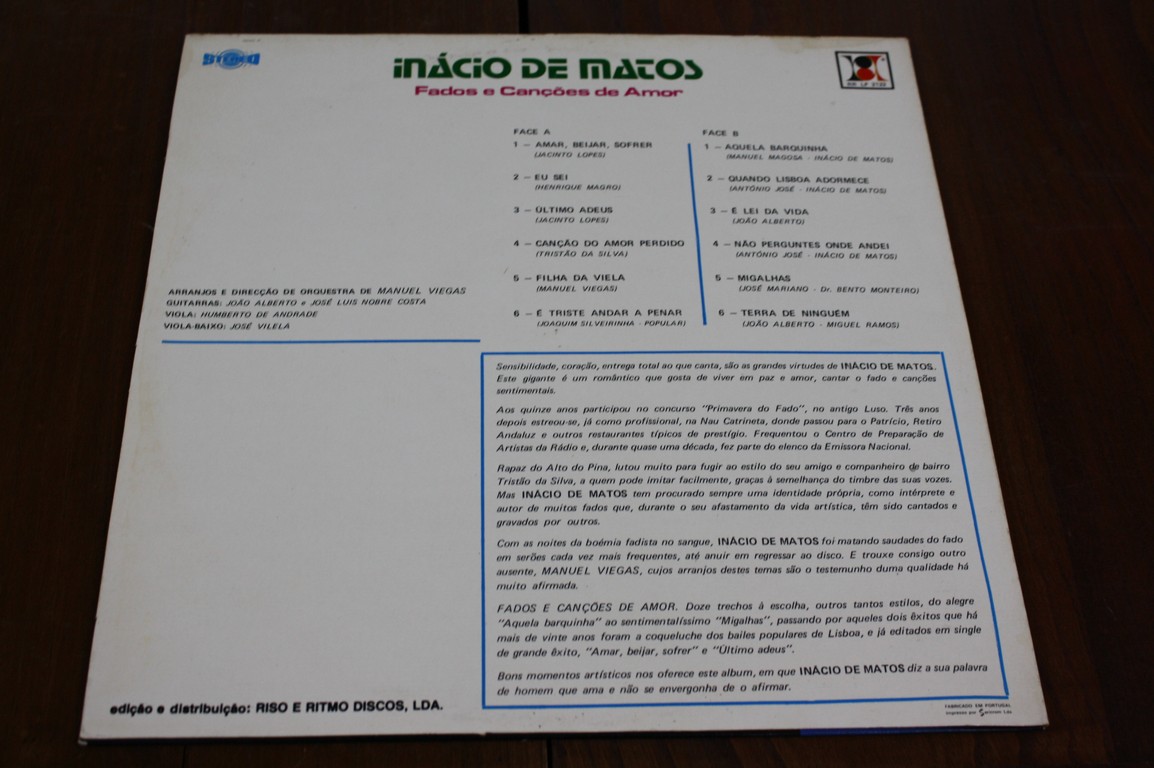 STEREO
INÁCIO DE MATOS
Fados e Canções de Amor
FACE A
1 – AMAR, BEIJAR, SOFRER
(JACINTO LOPES)
2 – EU SEI
(HENRIQUE MAGRO)
3 – ÚLTIMO ADEUS
(JACINTO LOPES)
4 – CANÇÃO DO AMOR PERDIDO
(TRISTÃO DA SILVA)
5 – FILHA DA VIELA
(MANUEL VIEGAS)
6 – É TRISTE ANDAR A PENAR
(JOAQUIM SILVEIRINHA - POPULAR)
FACE B
1 – AQUELA BARQUINHA
(MANUEL MAGOSA - INÁCIO DE MATOS)
2 – QUANDO LISBOA ADORMECE
(ANTÓNIO JOSÉ - INÁCIO DE MATOS)
3 – É LEI DA VIDA
(JOÃO ALBERTO)
4 – NÃO PERGUNTES ONDE ANDEI
(ANTÓNIO JOSÉ - INÁCIO DE MATOS)
5 – MIGALHAS
(JOSÉ MARIANO - Dr. BENTO MONTEIRO)
6 – TERRA DE NINGUÉM
(JOÃO ALBERTO - MIGUEL RAMOS)
ARRANJOS E DIRECÇÃO DE ORQUESTRA DE MANUEL VIEGAS
GUITARRAS: JOÃO ALBERTO e JOSÉ LUIS NOBRE COSTA
VIOLA: HUMBERTO DE ANDRADE
VIOLA-BAIXO: JOSÉ VILELA
Sensibilidade, coração, entrega total ao que canta, são as grandes virtudes de INÁCIO DE MATOS.
Este gigante é um romântico que gosta de viver em paz e amor, cantar o fado e canções
sentimentais.
Aos quinze anos participou no concurso "Primavera do Fado", no antigo Luso. Três anos
depois estreou-se, já como profissional, na Nau Catrineta, donde passou para o Patrício, Retiro
Andaluz e outros restaurantes típicos de prestígio. Frequentou o Centro de Preparação de
Artistas da Rádio e, durante quase uma década, fez parte do elenco da Emissora Nacional.
Rapaz do Alto do Pina, lutou muito para fugir ao estilo do seu amigo e companheiro de bairro
Tristão da Silva, a quem pode imitar facilmente, graças à semelhança do timbre das suas vozes.
Mas INÁCIO DE MATOS tem procurado sempre uma identidade própria, como intérprete e
autor de muitos fados que, durante o seu afastamento da vida artística, têm sido cantados e
gravados por outros.
Com as noites da boémia fadista no sangue, INÁCIO DE MATOS foi matando saudades do fado
em serões cada vez mais frequentes, até anuir em regressar ao disco. E trouxe consigo outro
ausente, MANUEL VIEGAS, cujos arranjos destes temas são o testemunho duma qualidade há
muito afirmada.
FADOS E CANÇÕES DE AMOR. Doze trechos à escolha, outros tantos estilos, do alegre
"Aquela barquinha" ao sentimentalíssimo "Migalhas", passando por aqueles dois êxitos que há
mais de vinte anos foram a coqueluche dos bailes populares de Lisboa, e já editados em single
de grande êxito, "Amar, beijar, sofrer" e "Último adeus".
Bons momentos artísticos nos oferece este album, em que INÁCIO DE MATOS diz a sua palavra
de homem que ama e não se envergonha de o afirmar.
edição e distribuição: RISO E RITMO DISCOS, LDA.
FABRICADO EM PORTUGAL